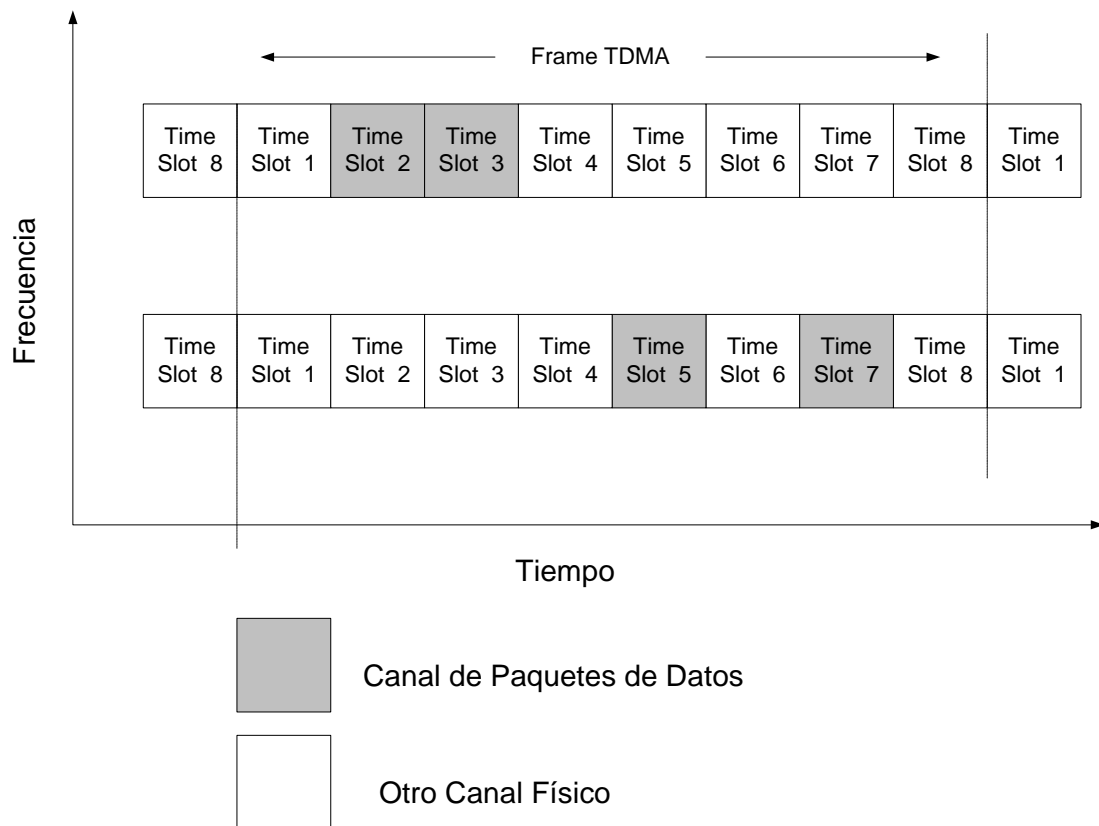 Frame TDMA
Time Time Time Time Time Time Time Time Time Time
Slot 8 Slot 1 Slot 2 Slot 3 Slot 4 Slot 5 Slot 6 Slot 7 Slot 8 Slot 1
Frecuencia
Time Time Time Time Time Time Time Time Time Time
Slot 8 Slot 1 Slot 2 Slot 3 Slot 4 Slot 5 Slot 6 Slot 7 Slot 8 Slot 1
Tiempo
Canal de Paquetes de Datos
Otro Canal Físico